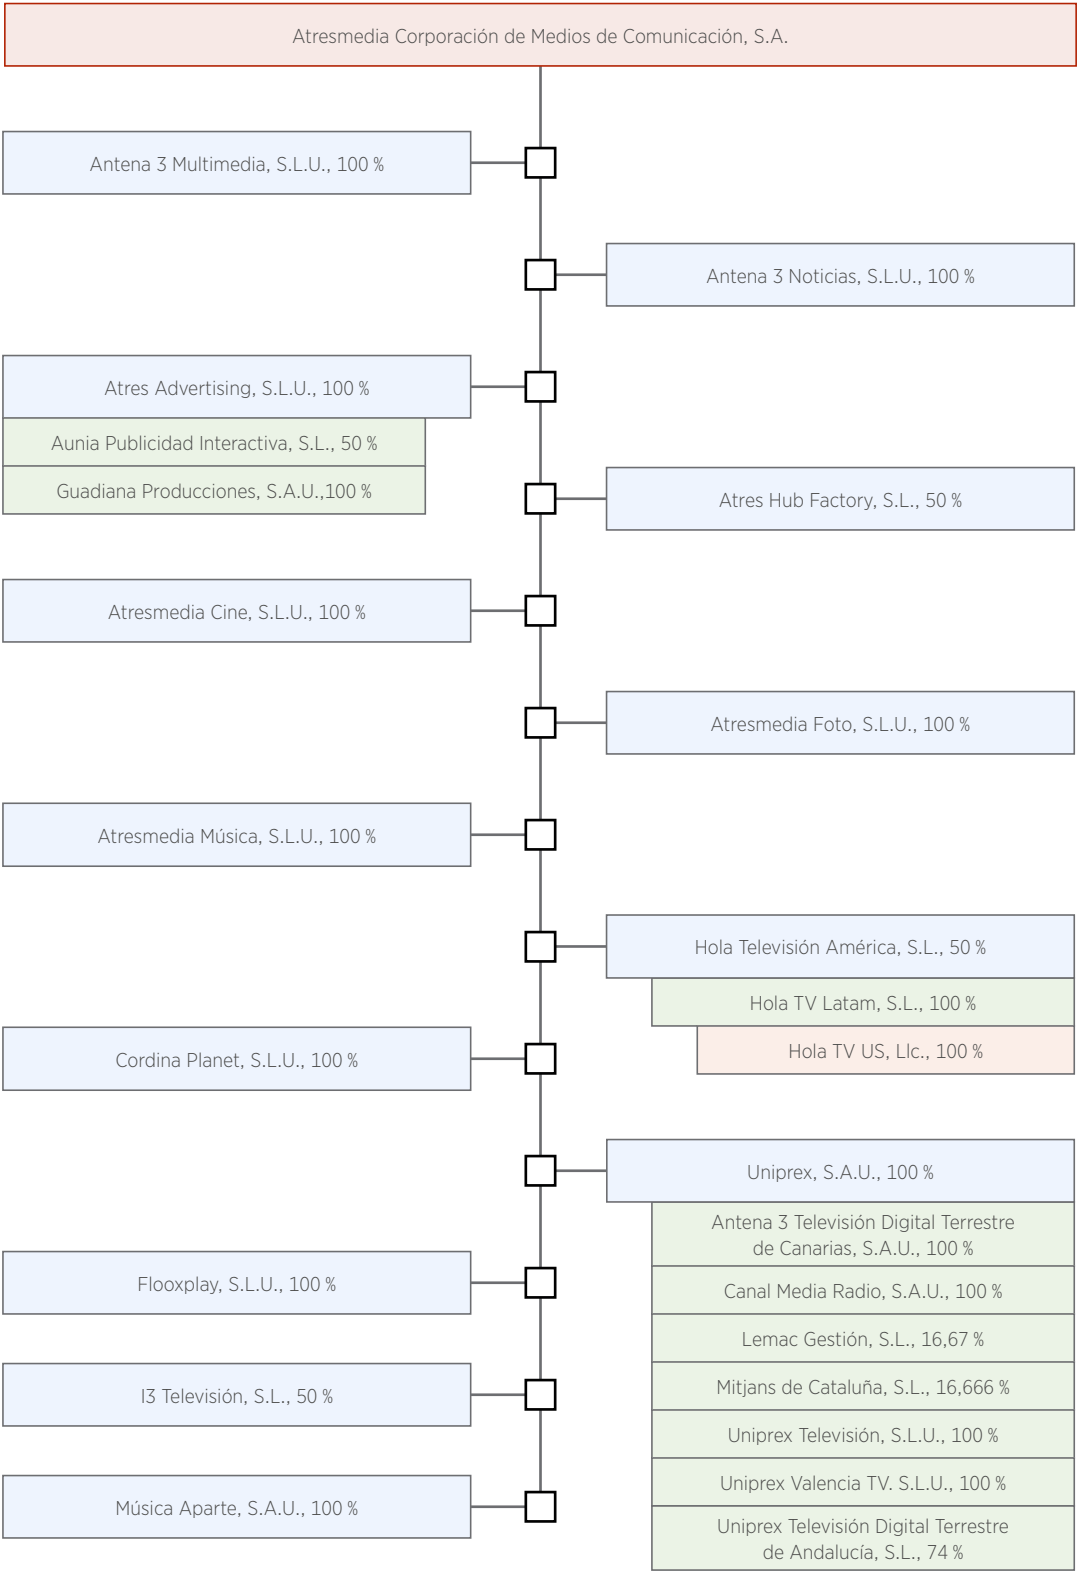 Atresmedia Corporación de Medios de Comunicación, S.A.
Antena 3 Multimedia, S.L.U., 100 %
Antena 3 Noticias, S.L.U., 100 %
Atres Advertising, S.L.U., 100 %
Aunia Publicidad Interactiva, S.L., 50 %
Guadiana Producciones, S.A.U.,100 %
Atres Hub Factory, S.L., 50 %
Atresmedia Cine, S.L.U., 100 %
Atresmedia Foto, S.L.U., 100 %
Atresmedia Música, S.L.U., 100 %
Hola Televisión América, S.L., 50 %
Hola TV Latam, S.L., 100 %
Hola TV US, Llc., 100 %
Cordina Planet, S.L.U., 100 %
Uniprex, S.A.U., 100 %
Antena 3 Televisión Digital Terrestre
de Canarias, S.A.U., 100 %
Canal Media Radio, S.A.U., 100 %
Lemac Gestión, S.L., 16,67 %
Mitjans de Cataluña, S.L., 16,666 %
Uniprex Televisión, S.L.U., 100 %
Uniprex Valencia TV. S.L.U., 100 %
Uniprex Televisión Digital Terrestre
de Andalucía, S.L., 74 %
Flooxplay, S.L.U., 100 %
I3 Televisión, S.L., 50 %
Música Aparte, S.A.U., 100 %